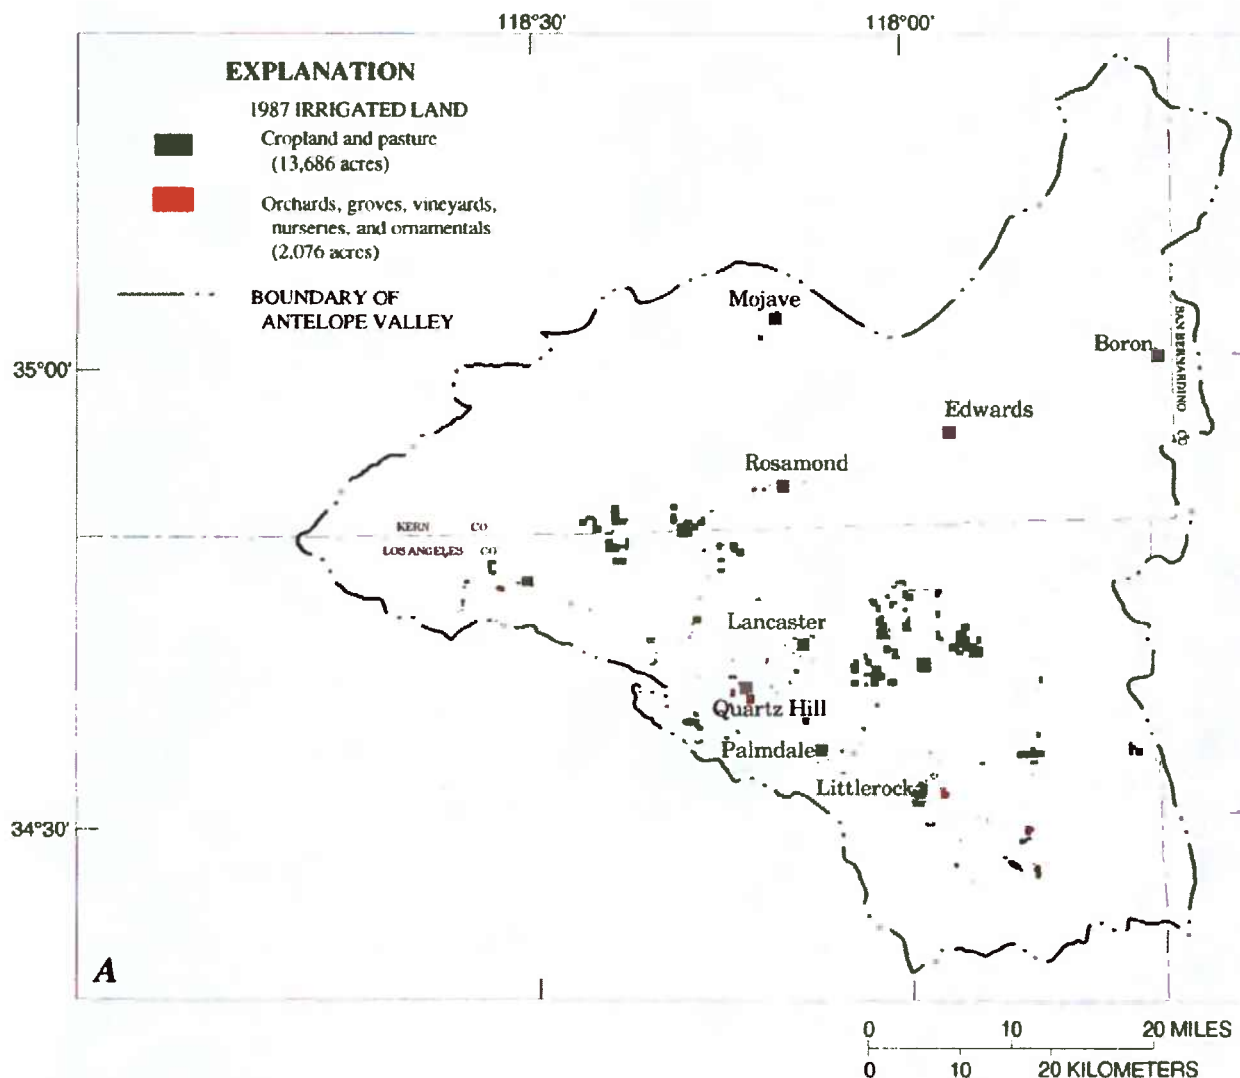 118°30'
118°00'
EXPLANATION
1987 IRRIGATED LAND
Cropland and pasture
(13,686 acres)
Orchards, groves, vineyards,
nurseries, and ornamentals
(2,076 acres)
BOUNDARY OF
ANTELOPE VALLEY
Mojave
Boron
SAN BERNARDINO CO
35°00'
Edwards
Rosamond
KERN CO
LOS ANGELES CO
Lancaster
Quartz Hill
Palmdale
Littlerock
34°30'
A
0 10 20 MILES
0 10 20 KILOMETERS